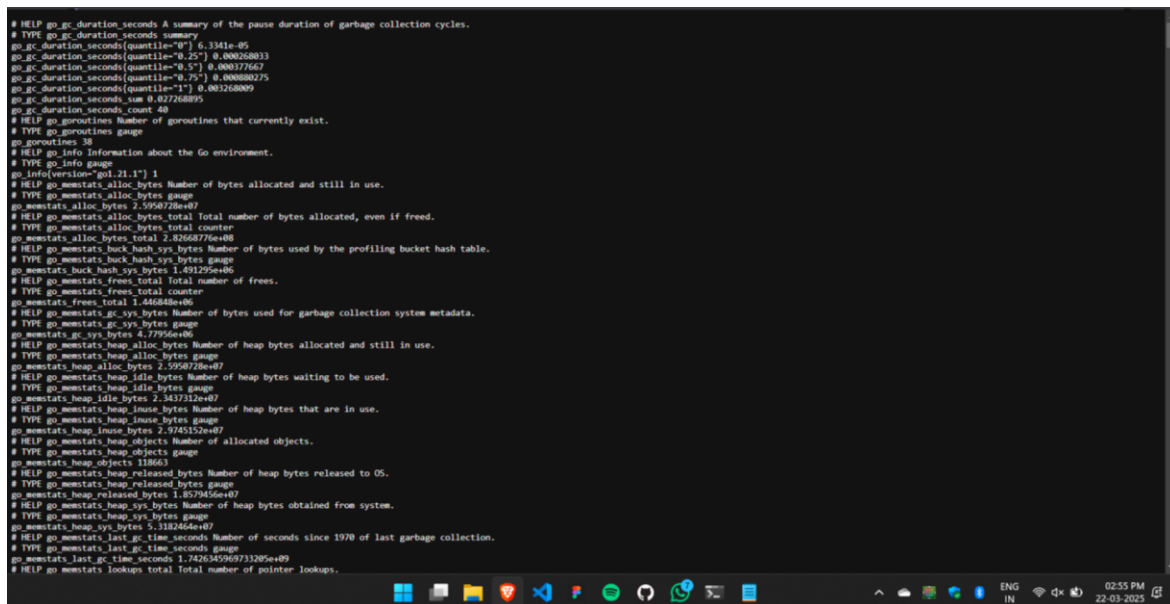 # HELP go_gc_duration_seconds A summary of the pause duration of garbage collection cycles.
# TYPE go_gc_duration_seconds summary
go_gc_duration_seconds{quantile="0"} 6.3341e-05
go_gc_duration_seconds{quantile="0.25"} 0.000268033
go_gc_duration_seconds{quantile="0.5"} 0.000377667
go_gc_duration_seconds{quantile="0.75"} 0.000880275
go_gc_duration_seconds{quantile="1"} 0.003268009
go_gc_duration_seconds_sum 0.027268895
go_gc_duration_seconds_count 40
# HELP go_goroutines Number of goroutines that currently exist.
# TYPE go_goroutines gauge
go_goroutines 38
# HELP go_info Information about the Go environment.
# TYPE go_info gauge
go_info{version="go1.21.1"} 1
# HELP go_memstats_alloc_bytes Number of bytes allocated and still in use.
# TYPE go_memstats_alloc_bytes gauge
go_memstats_alloc_bytes 2.5950728e+07
# HELP go_memstats_alloc_bytes_total Total number of bytes allocated, even if freed.
# TYPE go_memstats_alloc_bytes_total counter
go_memstats_alloc_bytes_total 2.82668776e+08
# HELP go_memstats_buck_hash_sys_bytes Number of bytes used by the profiling bucket hash table.
# TYPE go_memstats_buck_hash_sys_bytes gauge
go_memstats_buck_hash_sys_bytes 1.491295e+06
# HELP go_memstats_frees_total Total number of frees.
# TYPE go_memstats_frees_total counter
go_memstats_frees_total 1.446848e+06
# HELP go_memstats_gc_sys_bytes Number of bytes used for garbage collection system metadata.
# TYPE go_memstats_gc_sys_bytes gauge
go_memstats_gc_sys_bytes 4.77956e+06
# HELP go_memstats_heap_alloc_bytes Number of heap bytes allocated and still in use.
# TYPE go_memstats_heap_alloc_bytes gauge
go_memstats_heap_alloc_bytes 2.5950728e+07
# HELP go_memstats_heap_idle_bytes Number of heap bytes waiting to be used.
# TYPE go_memstats_heap_idle_bytes gauge
go_memstats_heap_idle_bytes 2.3437312e+07
# HELP go_memstats_heap_inuse_bytes Number of heap bytes that are in use.
# TYPE go_memstats_heap_inuse_bytes gauge
go_memstats_heap_inuse_bytes 2.9745152e+07
# HELP go_memstats_heap_objects Number of allocated objects.
# TYPE go_memstats_heap_objects gauge
go_memstats_heap_objects 118663
# HELP go_memstats_heap_released_bytes Number of heap bytes released to OS.
# TYPE go_memstats_heap_released_bytes gauge
go_memstats_heap_released_bytes 1.8579456e+07
# HELP go_memstats_heap_sys_bytes Number of heap bytes obtained from system.
# TYPE go_memstats_heap_sys_bytes gauge
go_memstats_heap_sys_bytes 5.3182464e+07
# HELP go_memstats_last_gc_time_seconds Number of seconds since 1970 of last garbage collection.
# TYPE go_memstats_last_gc_time_seconds gauge
go_memstats_last_gc_time_seconds 1.7426345969733205e+09
# HELP go_memstats_lookups_total Total number of pointer lookups.
7
ENG
IN
02:55 PM
22-03-2025